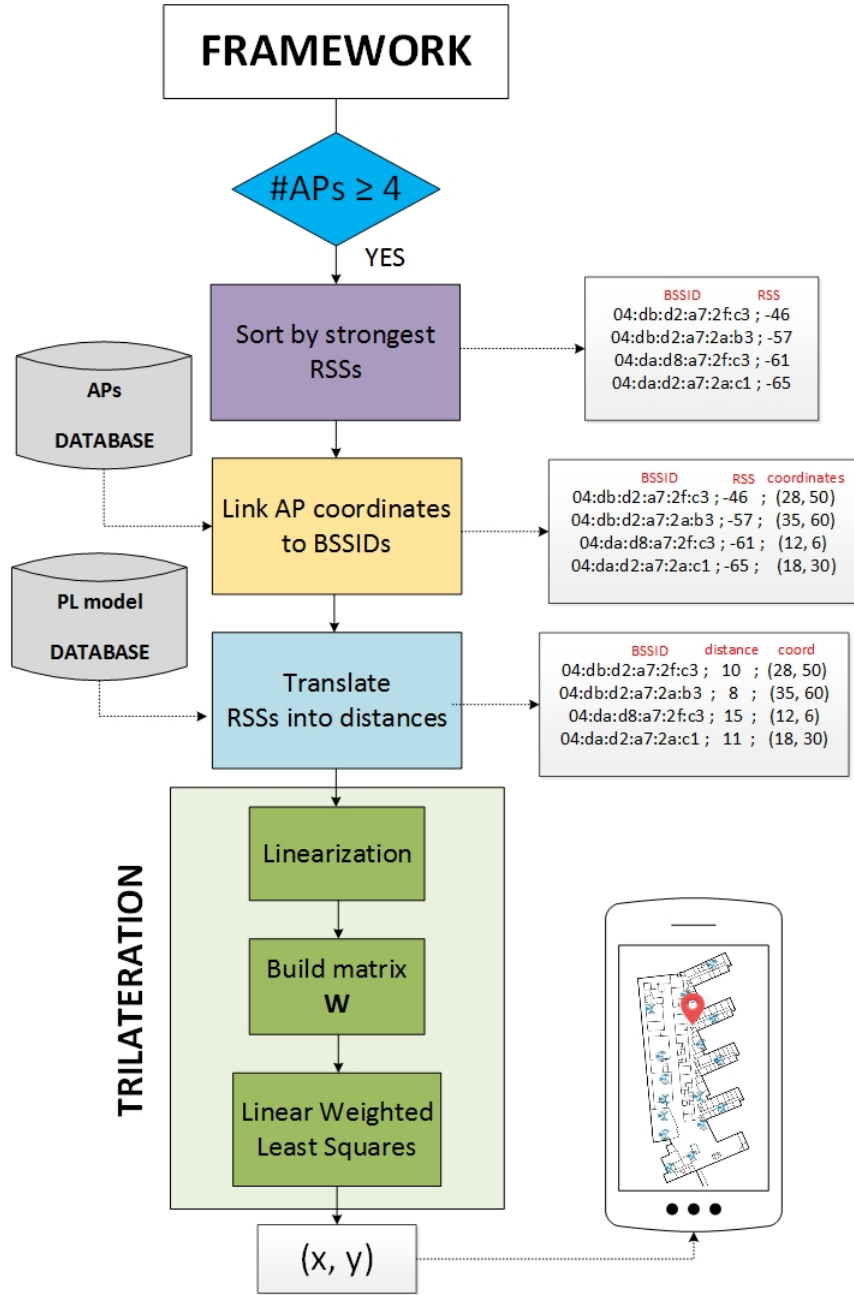 FRAMEWORK
#APs ≥ 4
YES
Sort by strongest
RSSs
BSSID RSS
04:db:d2:a7:2f:c3 ; -46
04:db:d2:a7:2a:b3 ; -57
04:da:d8:a7:2f:c3 ; -61
04:da:d2:a7:2a:c1 ; -65
APs
DATABASE
Link AP coordinates
to BSSIDs
BSSID RSS coordinates
04:db:d2:a7:2f:c3 ; -46 ; (28, 50)
04:db:d2:a7:2a:b3 ; -57 ; (35, 60)
04:da:d8:a7:2f:c3 ; -61 ; (12, 6)
04:da:d2:a7:2a:c1 ; -65 ; (18, 30)
PL model
DATABASE
Translate
RSSs into distances
BSSID distance coord
04:db:d2:a7:2f:c3 ; 10 ; (28, 50)
04:db:d2:a7:2a:b3 ; 8 ; (35, 60)
04:da:d8:a7:2f:c3 ; 15 ; (12, 6)
04:da:d2:a7:2a:c1 ; 11 ; (18, 30)
TRILATERATION
Linearization
Build matrix
W
Linear Weighted
Least Squares
(x, y)